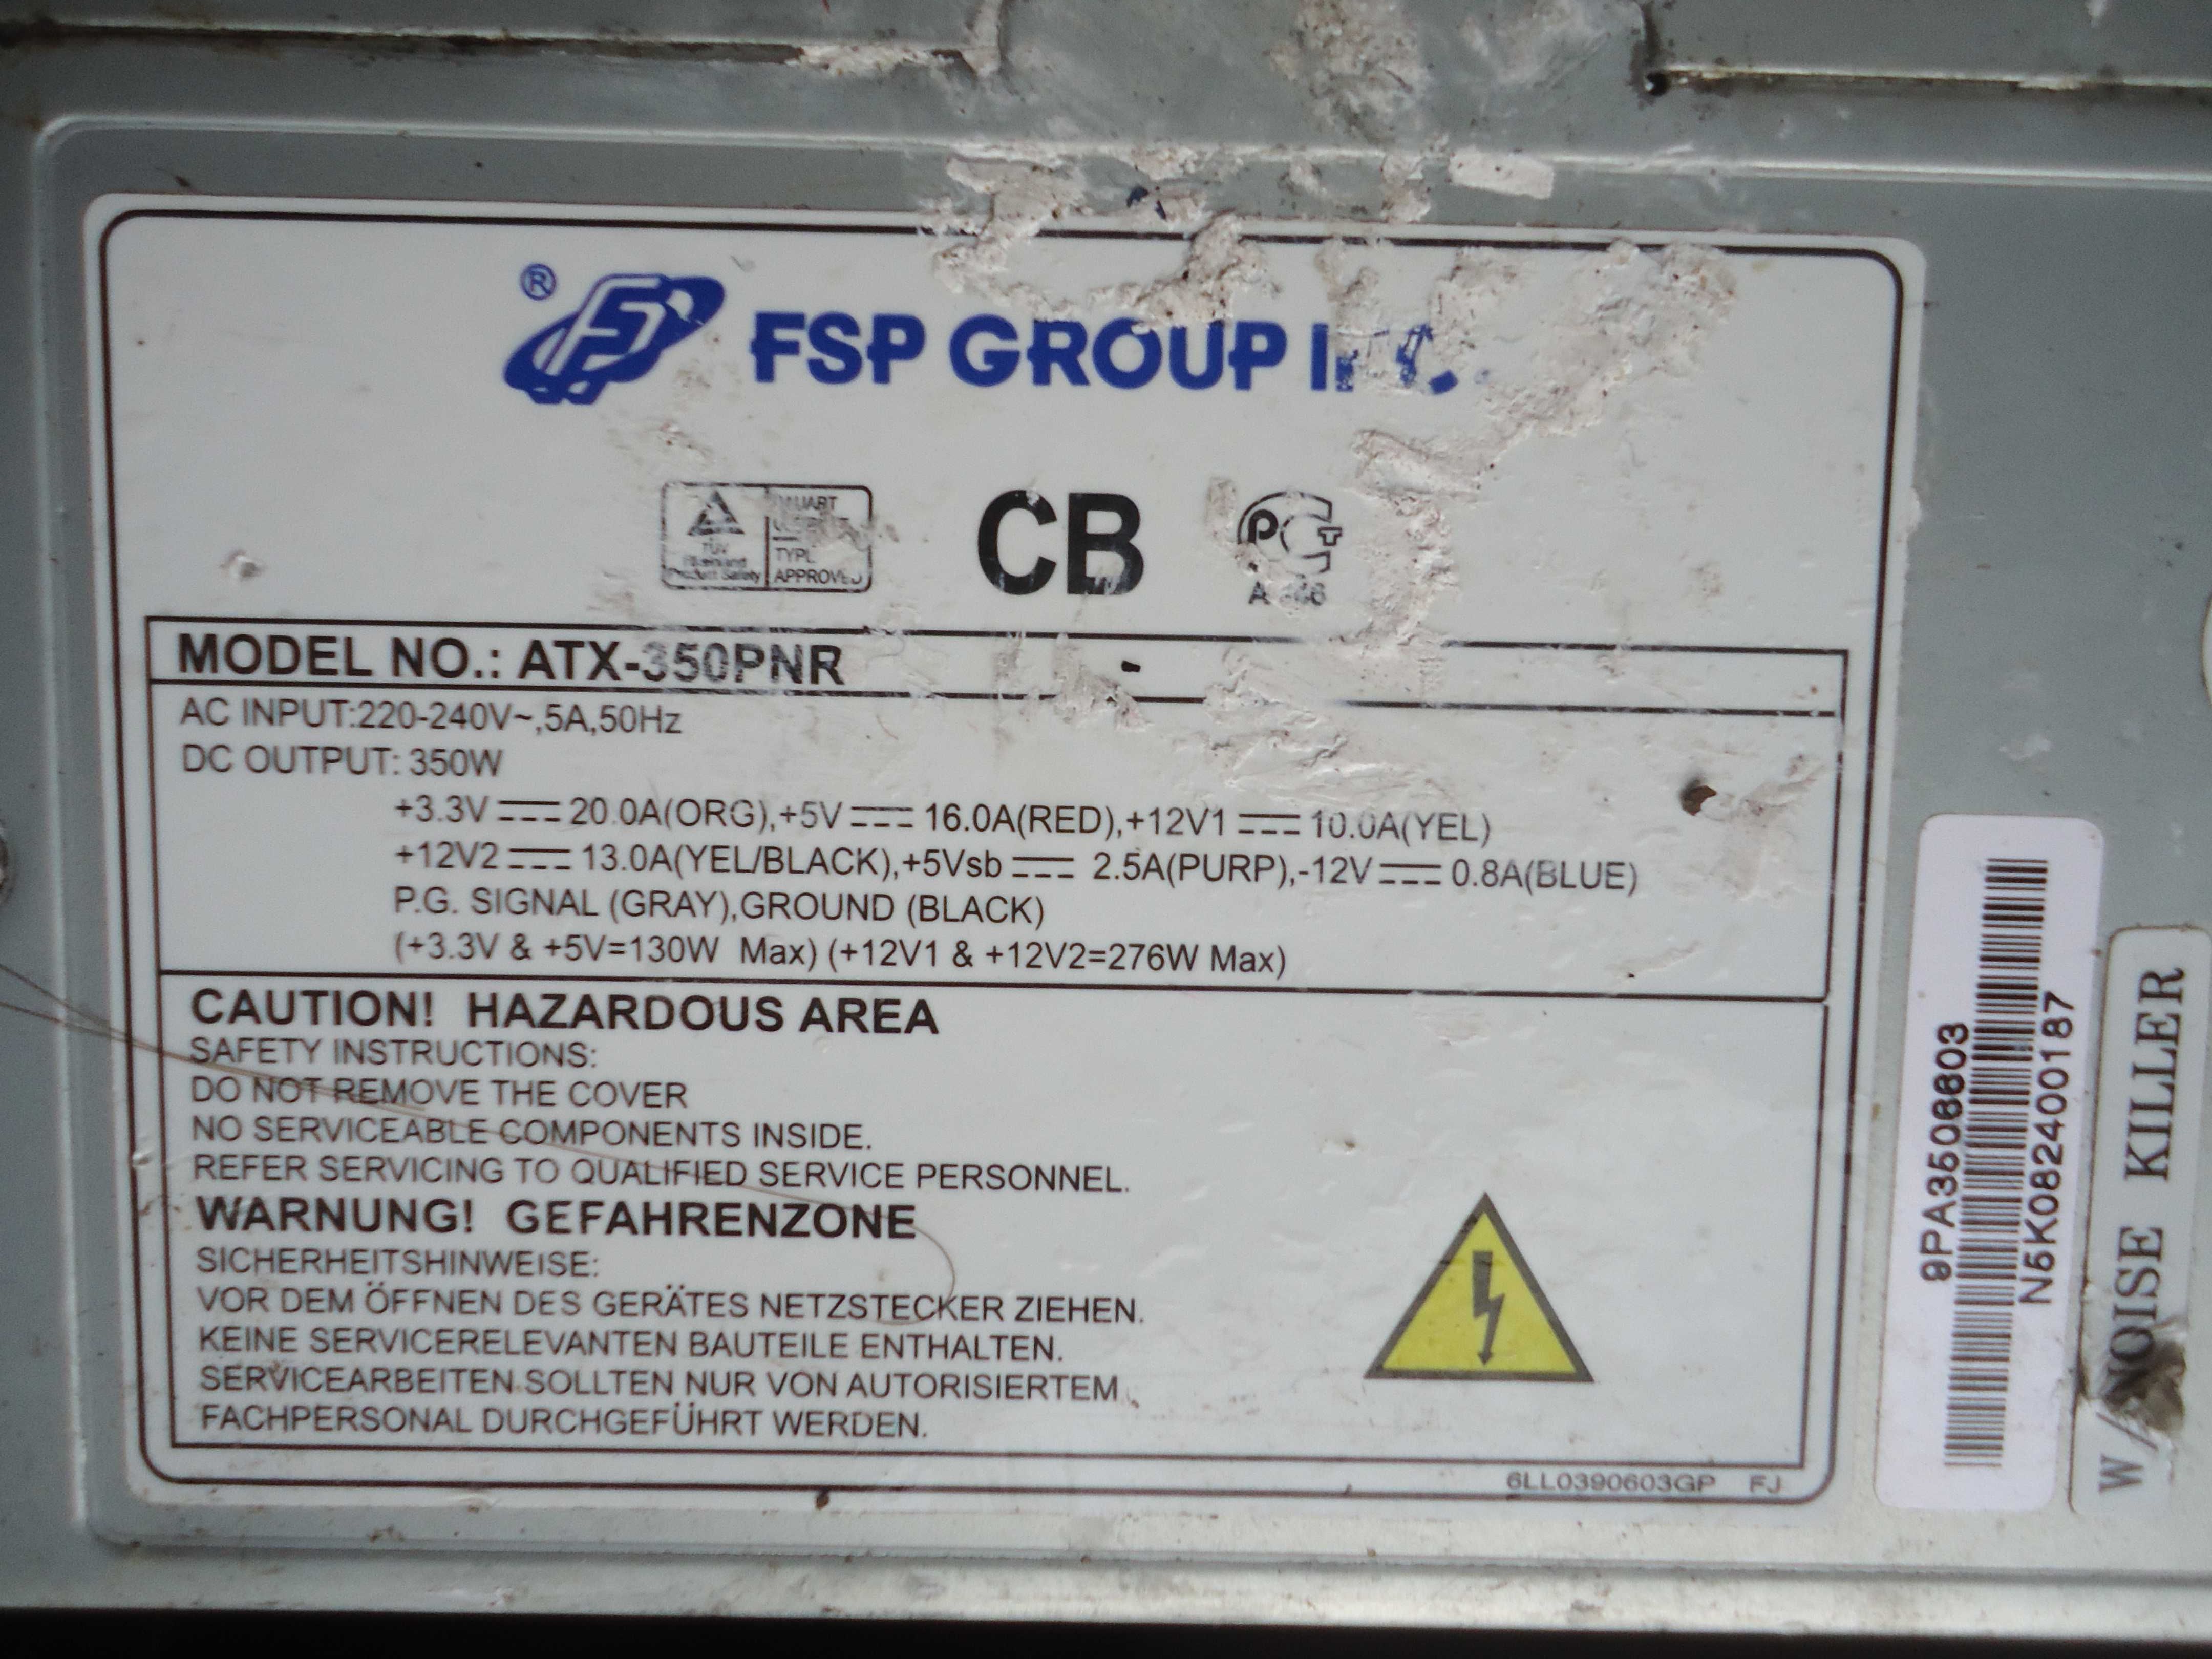 ® FSP GROUP
TÜV
Product Safety
TYPE
APPROVED
CB
MODEL NO.: ATX-350PNR -
AC INPUT:220-240V~,5A,50Hz
DC OUTPUT: 350W
+3.3V ⎓ 20.0A(ORG),+5V ⎓ 16.0A(RED),+12V1 ⎓ 10.0A(YEL)
+12V2 ⎓ 13.0A(YEL/BLACK),+5Vsb ⎓ 2.5A(PURP),-12V ⎓ 0.8A(BLUE)
P.G. SIGNAL (GRAY),GROUND (BLACK)
(+3.3V & +5V=130W Max) (+12V1 & +12V2=276W Max)
CAUTION! HAZARDOUS AREA
SAFETY INSTRUCTIONS:
DO NOT REMOVE THE COVER
NO SERVICEABLE COMPONENTS INSIDE.
REFER SERVICING TO QUALIFIED SERVICE PERSONNEL.
WARNUNG! GEFAHRENZONE
SICHERHEITSHINWEISE:
VOR DEM ÖFFNEN DES GERÄTES NETZSTECKER ZIEHEN.
KEINE SERVICERELEVANTEN BAUTEILE ENTHALTEN.
SERVICEARBEITEN SOLLTEN NUR VON AUTORISIERTEM
FACHPERSONAL DURCHGEFÜHRT WERDEN.
6LL0390603GP FJ
9PA3508803
N5K0822400187
W/NOISE KILLER